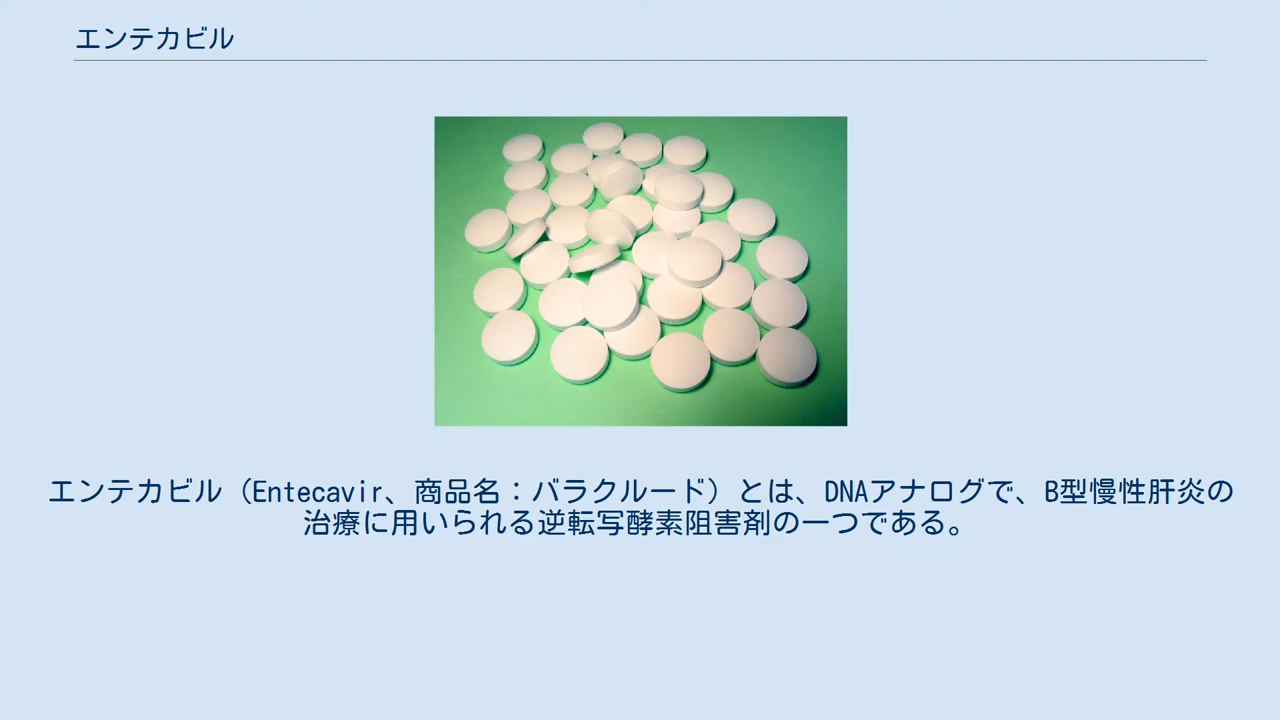 エンテカビル
エンテカビル（Entecavir、商品名：バラクルード）とは、DNAアナログで、B型慢性肝炎の
治療に用いられる逆転写酵素阻害剤の一つである。